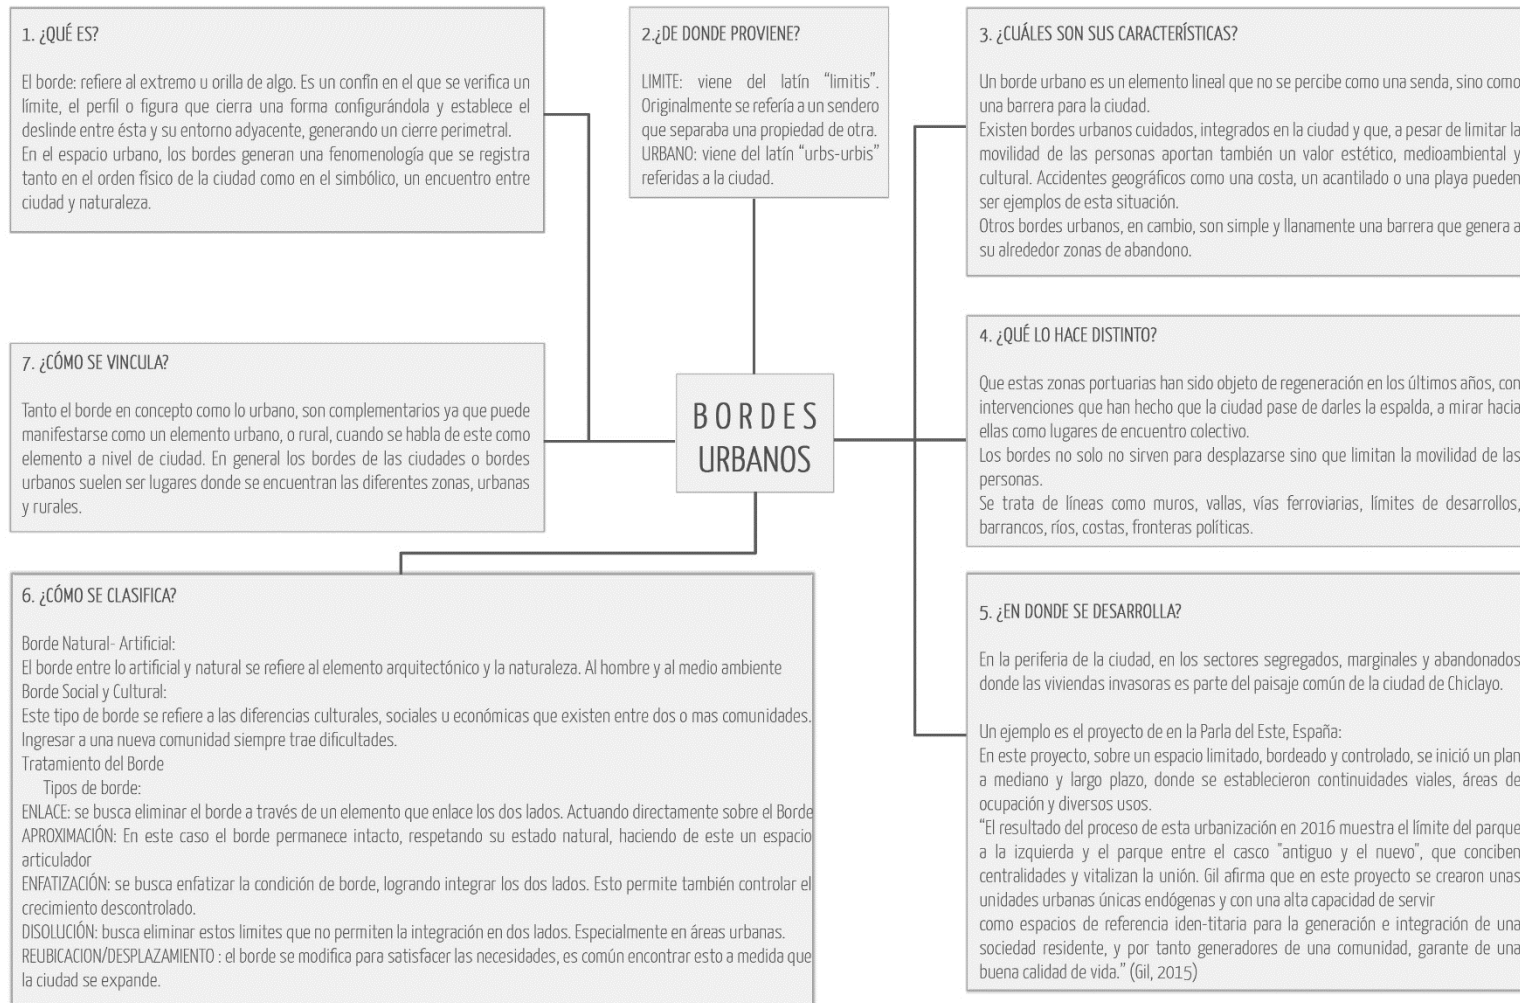 1. ¿QUÉ ES?
El borde: refiere al extremo u orilla de algo. Es un confín en el que se verifica un
límite, el perfil o figura que cierra una forma configurándola y establece el
deslinde entre ésta y su entorno adyacente, generando un cierre perimetral.
En el espacio urbano, los bordes generan una fenomenología que se registra
tanto en el orden físico de la ciudad como en el simbólico, un encuentro entre
ciudad y naturaleza.
2.¿DE DONDE PROVIENE?
LIMITE: viene del latín “limitis”.
Originalmente se refería a un sendero
que separaba una propiedad de otra.
URBANO: viene del latín “urbs-urbis”
referidas a la ciudad.
3. ¿CUÁLES SON SUS CARACTERÍSTICAS?
Un borde urbano es un elemento lineal que no se percibe como una senda, sino como
una barrera para la ciudad.
Existen bordes urbanos cuidados, integrados en la ciudad y que, a pesar de limitar la
movilidad de las personas aportan también un valor estético, medioambiental y
cultural. Accidentes geográficos como una costa, un acantilado o una playa pueden
ser ejemplos de esta situación.
Otros bordes urbanos, en cambio, son simple y llanamente una barrera que genera a
su alrededor zonas de abandono.
4. ¿QUÉ LO HACE DISTINTO?
Que estas zonas portuarias han sido objeto de regeneración en los últimos años, con
intervenciones que han hecho que la ciudad pase de darles la espalda, a mirar hacia
ellas como lugares de encuentro colectivo.
Los bordes no solo no sirven para desplazarse sino que limitan la movilidad de las
personas.
Se trata de líneas como muros, vallas, vías ferroviarias, límites de desarrollos,
barrancos, ríos, costas, fronteras políticas.
5. ¿EN DONDE SE DESARROLLA?
En la periferia de la ciudad, en los sectores segregados, marginales y abandonados
donde las viviendas invasoras es parte del paisaje común de la ciudad de Chiclayo.
Un ejemplo es el proyecto de en la Parla del Este, España:
En este proyecto, sobre un espacio limitado, bordeado y controlado, se inició un plan
a mediano y largo plazo, donde se establecieron continuidades viales, áreas de
ocupación y diversos usos.
“El resultado del proceso de esta urbanización en 2016 muestra el límite del parque
a la izquierda y el parque entre el casco "antiguo y el nuevo", que conciben
centralidades y vitalizan la unión. Gil afirma que en este proyecto se crearon unas
unidades urbanas únicas endógenas y con una alta capacidad de servir
como espacios de referencia iden-titaria para la generación e integración de una
sociedad residente, y por tanto generadores de una comunidad, garante de una
buena calidad de vida.” (Gil, 2015)
7. ¿CÓMO SE VINCULA?
Tanto el borde en concepto como lo urbano, son complementarios ya que puede
manifestarse como un elemento urbano, o rural, cuando se habla de este como
elemento a nivel de ciudad. En general los bordes de las ciudades o bordes
urbanos suelen ser lugares donde se encuentran las diferentes zonas, urbanas
y rurales.
BORDES
URBANOS
6. ¿CÓMO SE CLASIFICA?
Borde Natural- Artificial:
El borde entre lo artificial y natural se refiere al elemento arquitectónico y la naturaleza. Al hombre y al medio ambiente
Borde Social y Cultural:
Este tipo de borde se refiere a las diferencias culturales, sociales u económicas que existen entre dos o mas comunidades.
Ingresar a una nueva comunidad siempre trae dificultades.
Tratamiento del Borde
Tipos de borde:
ENLACE: se busca eliminar el borde a través de un elemento que enlace los dos lados. Actuando directamente sobre el Borde
APROXIMACIÓN: En este caso el borde permanece intacto, respetando su estado natural, haciendo de este un espacio
articulador
ENFATIZACIÓN: se busca enfatizar la condición de borde, logrando integrar los dos lados. Esto permite también controlar el
crecimiento descontrolado.
DISOLUCIÓN: busca eliminar estos limites que no permiten la integración en dos lados. Especialmente en áreas urbanas.
REUBICACION/DESPLAZAMIENTO : el borde se modifica para satisfacer las necesidades, es común encontrar esto a medida que
la ciudad se expande.